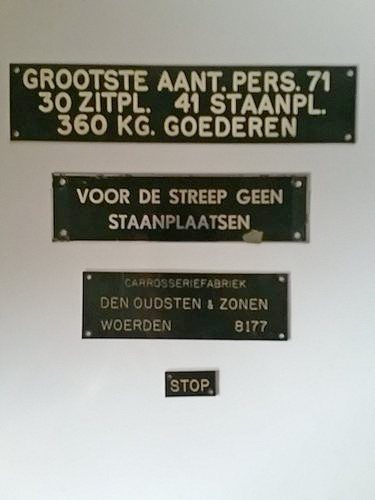 GROOTSTE AANT. PERS. 71
30 ZITPL. 41 STAANPL.
360 KG. GOEDEREN
VOOR DE STREEP GEEN
STAANPLAATSEN
CARROSSERIEFABRIEK
DEN OUDSTEN & ZONEN
WOERDEN 8177
STOP